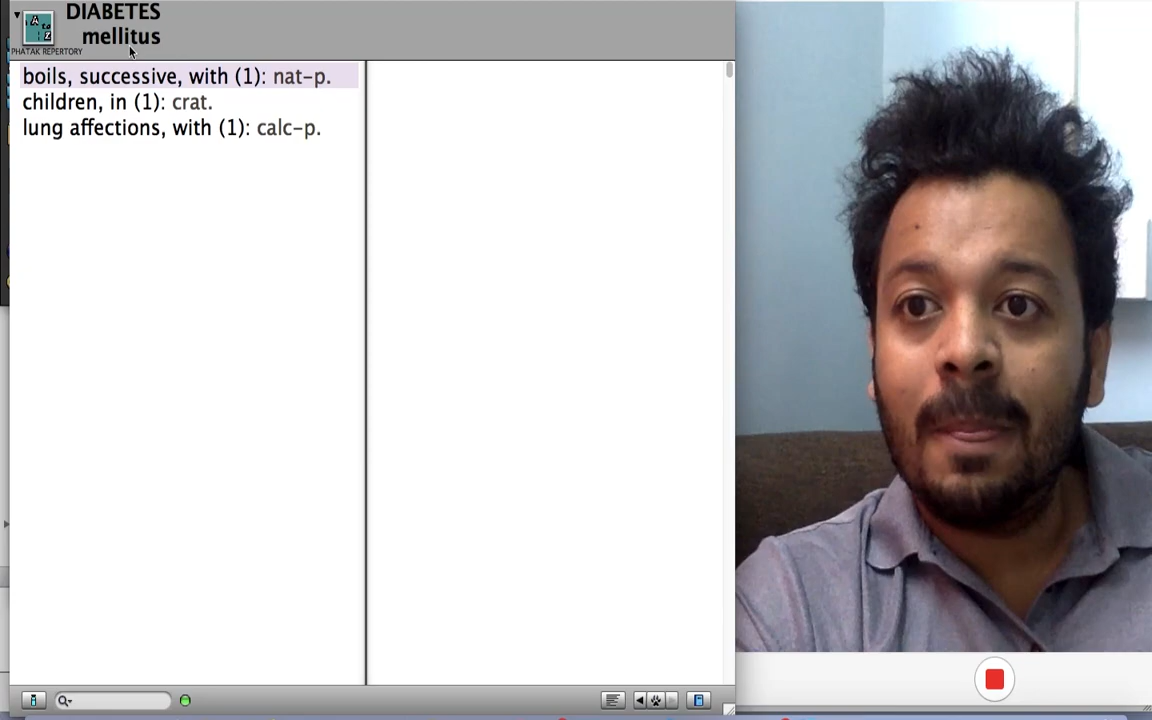 DIABETES
mellitus
PHATAK REPERTORY
boils, successive, with (1): nat-p.
children, in (1): crat.
lung affections, with (1): calc-p.